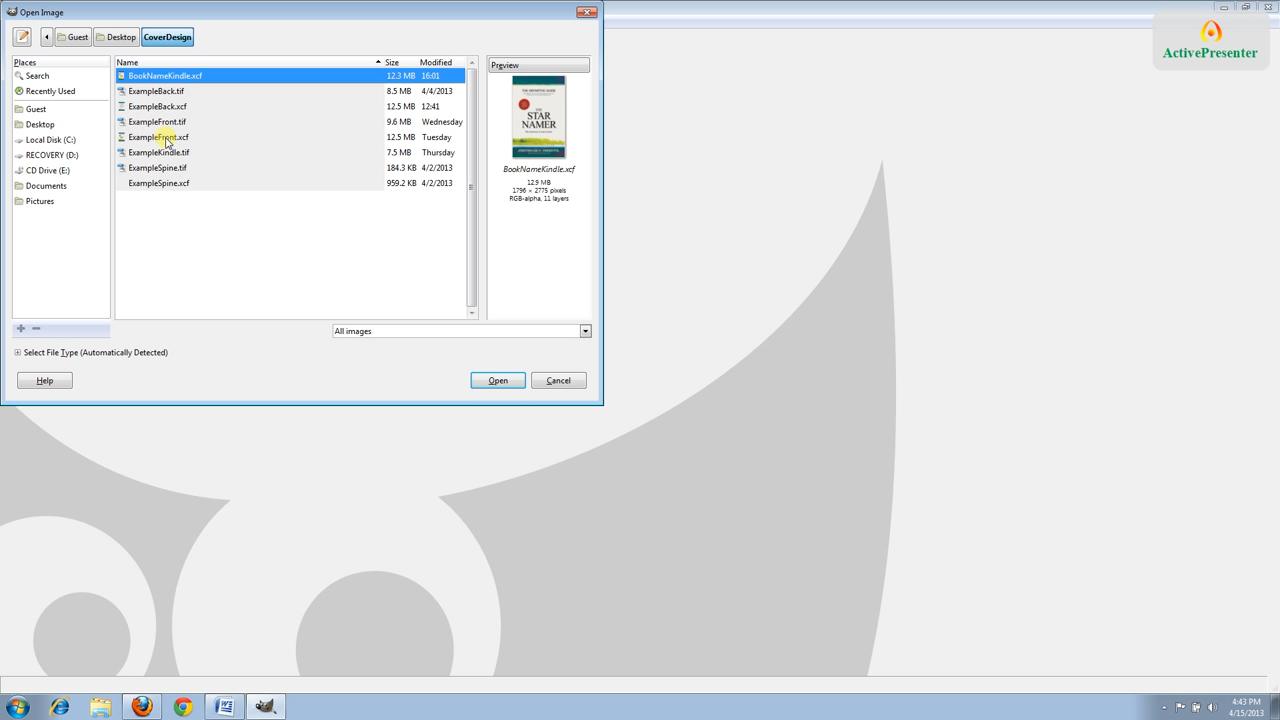 Open Image
ActivePresenter
Guest
Desktop
CoverDesign
Places
Search
Recently Used
Guest
Desktop
Local Disk (C:)
RECOVERY (D:)
CD Drive (E:)
Documents
Pictures
Name Size Modified
BookNameKindle.xcf 12.3 MB 16:01
ExampleBack.tif 8.5 MB 4/4/2013
ExampleBack.xcf 12.5 MB 12:41
ExampleFront.tif 9.6 MB Wednesday
ExampleFront.xcf 12.5 MB Tuesday
ExampleKindle.tif 7.5 MB Thursday
ExampleSpine.tif 184.3 KB 4/2/2013
ExampleSpine.xcf 959.2 KB 4/2/2013
Preview
THE DEFINITIVE GUIDE
THE
STAR
NAMER
BookNameKindle.xcf
12.9 MB
1796 × 2775 pixels
RGB-alpha, 11 layers
All images
Select File Type (Automatically Detected)
Help
Open
Cancel
4:43 PM
4/15/2013